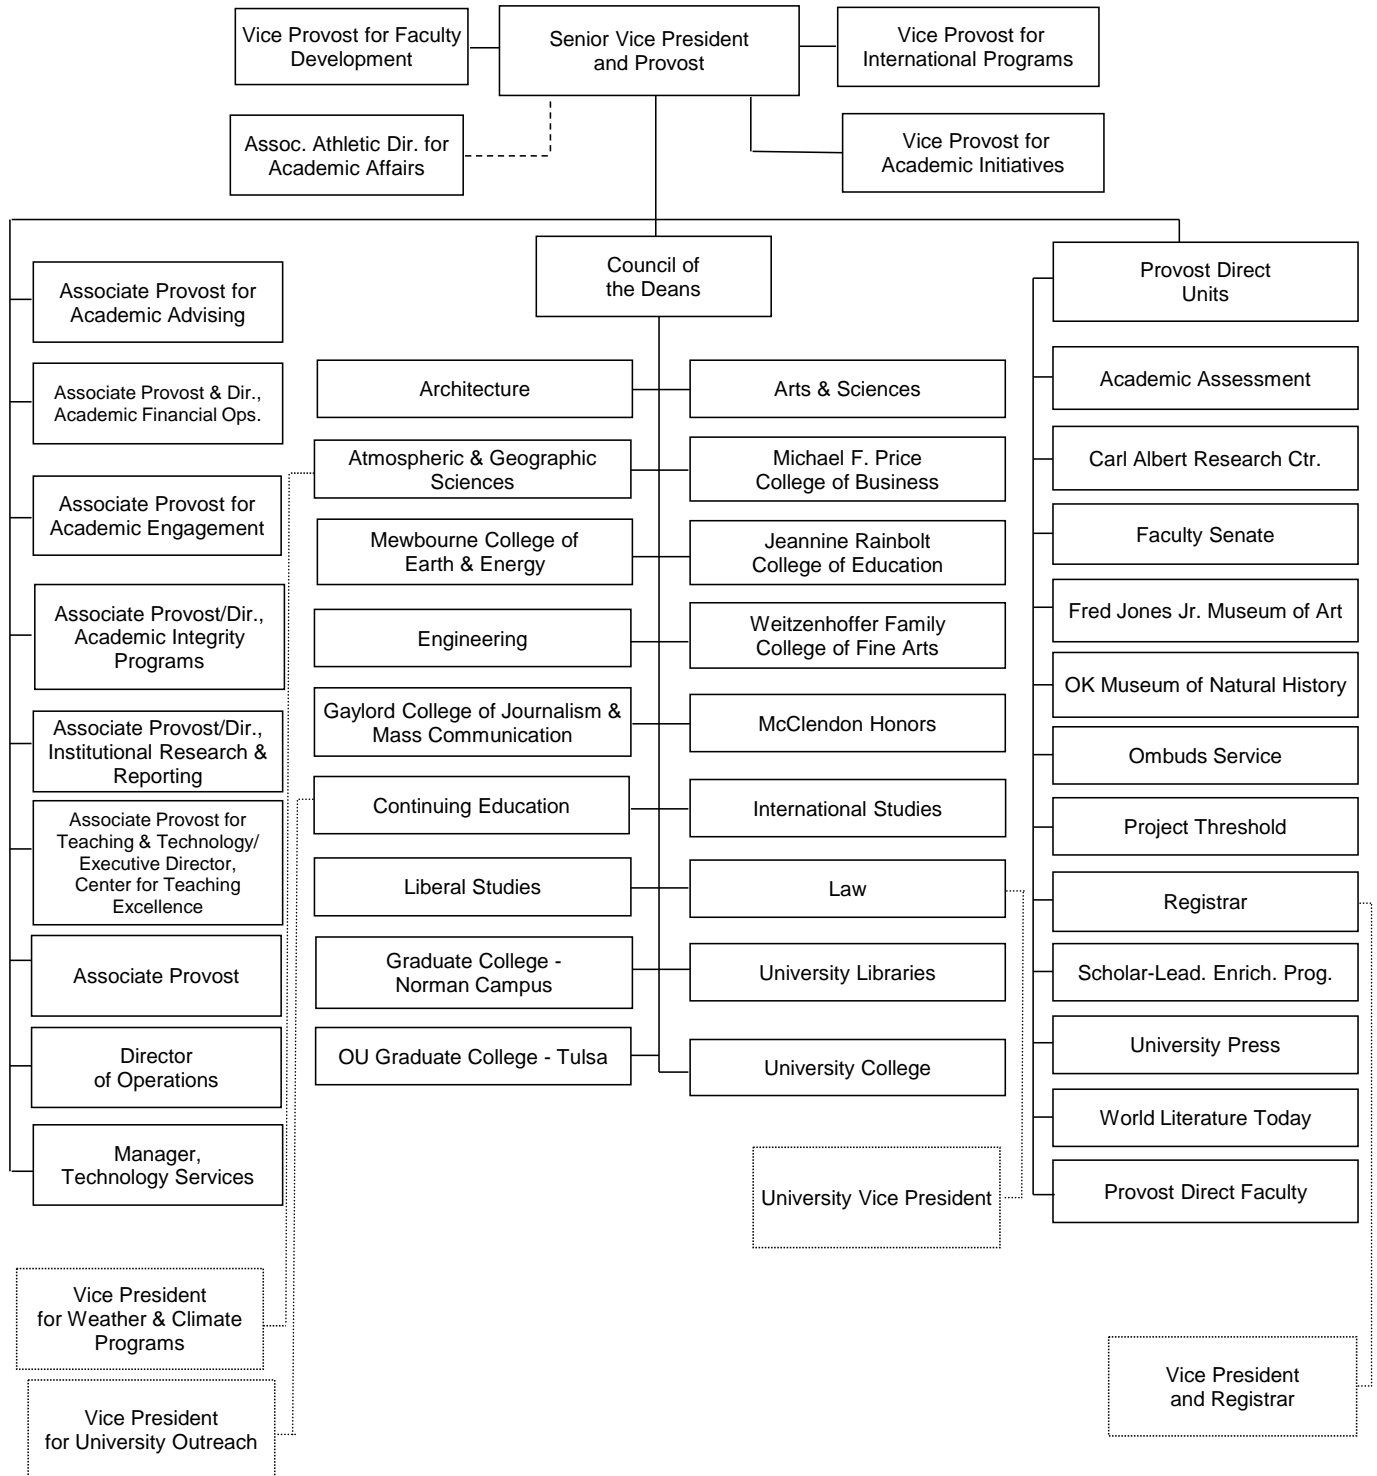 Vice Provost for Faculty
Development
Senior Vice President
and Provost
Vice Provost for
International Programs
Assoc. Athletic Dir. for
Academic Affairs
Vice Provost for
Academic Initiatives
Council of
the Deans
Provost Direct
Units
Associate Provost for
Academic Advising
Associate Provost & Dir.,
Academic Financial Ops.
Associate Provost for
Academic Engagement
Associate Provost/Dir.,
Academic Integrity
Programs
Associate Provost/Dir.,
Institutional Research &
Reporting
Associate Provost for
Teaching & Technology/
Executive Director,
Center for Teaching
Excellence
Associate Provost
Director
of Operations
Manager,
Technology Services
Architecture
Arts & Sciences
Atmospheric & Geographic
Sciences
Michael F. Price
College of Business
Mewbourne College of
Earth & Energy
Jeannine Rainbolt
College of Education
Engineering
Weitzenhoffer Family
College of Fine Arts
Gaylord College of Journalism &
Mass Communication
McClendon Honors
Continuing Education
International Studies
Liberal Studies
Law
Graduate College -
Norman Campus
University Libraries
OU Graduate College - Tulsa
University College
Academic Assessment
Carl Albert Research Ctr.
Faculty Senate
Fred Jones Jr. Museum of Art
OK Museum of Natural History
Ombuds Service
Project Threshold
Registrar
Scholar-Lead. Enrich. Prog.
University Press
World Literature Today
Provost Direct Faculty
University Vice President
Vice President
for Weather & Climate
Programs
Vice President
for University Outreach
Vice President
and Registrar